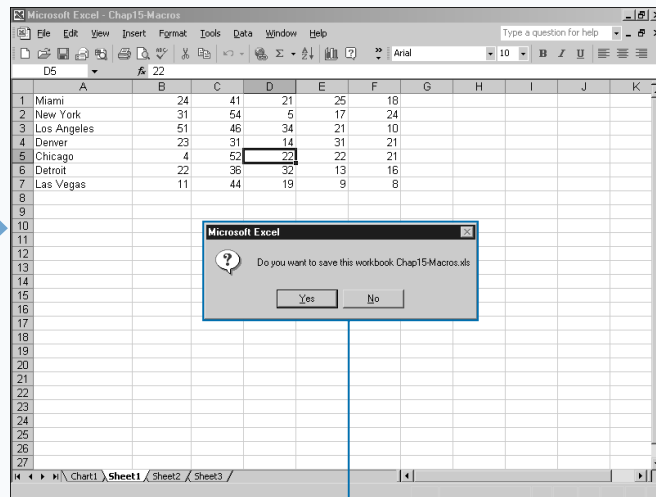 Microsoft Excel - Chap15-Macros
File Edit View Insert Format Tools Data Window Help
Type a question for help
Arial 10 B I U
D5 fx 22
A B C D E F G H I J K
1 Miami 24 41 21 25 18
2 New York 31 54 5 17 24
3 Los Angeles 51 46 34 21 10
4 Denver 23 31 14 31 21
5 Chicago 4 52 22 22 21
6 Detroit 22 36 32 13 16
7 Las Vegas 11 44 19 9 8
8
9
10
11
12
13
14
15
16
17
18
19
20
21
22
23
24
25
26
27
Microsoft Excel
Do you want to save this workbook Chap15-Macros.xls
Yes No
Chart1 Sheet1 Sheet2 Sheet3